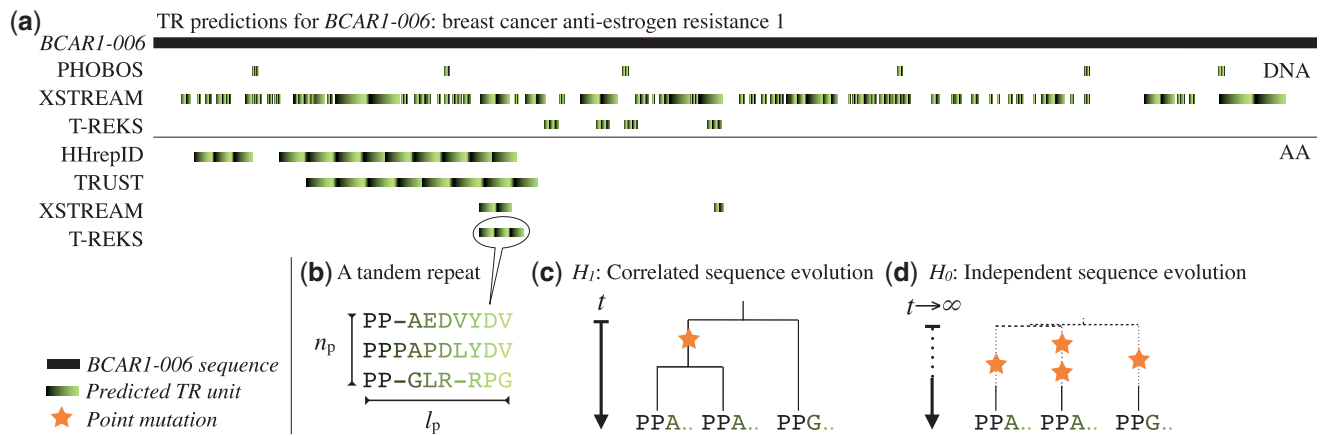 (a) TR predictions for BCAR1-006: breast cancer anti-estrogen resistance 1
BCAR1-006
PHOBOS DNA
XSTREAM
T-REKS
HHrepID AA
TRUST
XSTREAM
T-REKS
(b) A tandem repeat
PP-AEDVYDV
PPPAPDLYDV
PP-GLR-RPG
np
lp
(c) H1: Correlated sequence evolution
t
PPA.. PPA.. PPG..
(d) H0: Independent sequence evolution
t→∞
PPA.. PPA.. PPG..
BCAR1-006 sequence
Predicted TR unit
Point mutation